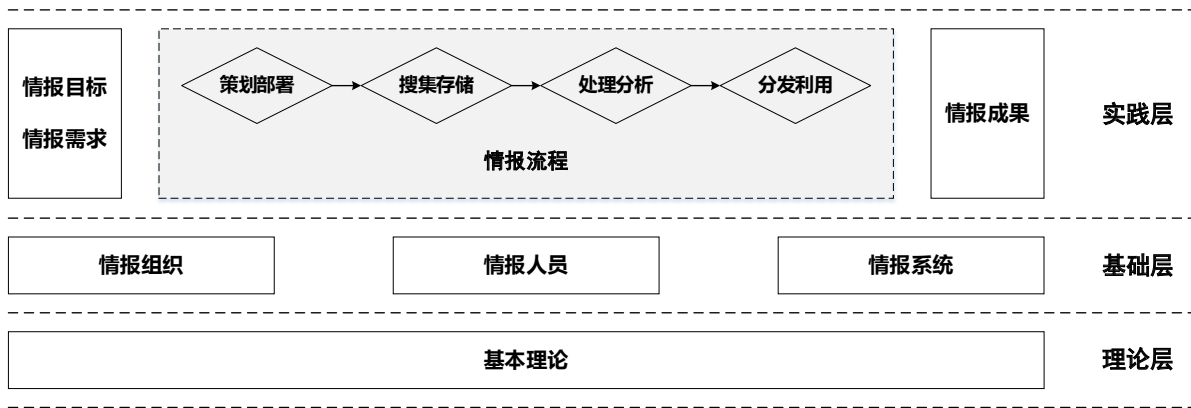 情报目标
情报需求
策划部署
搜集存储
处理分析
分发利用
情报流程
情报成果
实践层
情报组织
情报人员
情报系统
基础层
基本理论
理论层